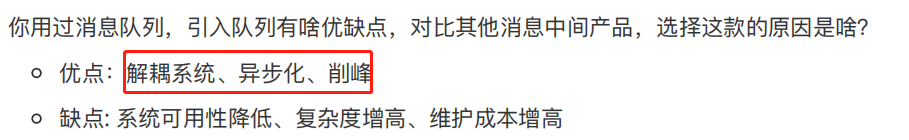 你用过消息队列，引入队列有啥优缺点，对比其他消息中间产品，选择这款的原因是啥?
优点：解耦系统、异步化、削峰
缺点: 系统可用性降低、复杂度增高、维护成本增高